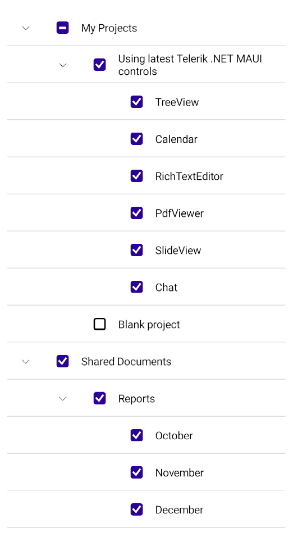 My Projects
Using latest Telerik .NET MAUI
controls
TreeView
Calendar
RichTextEditor
PdfViewer
SlideView
Chat
Blank project
Shared Documents
Reports
October
November
December